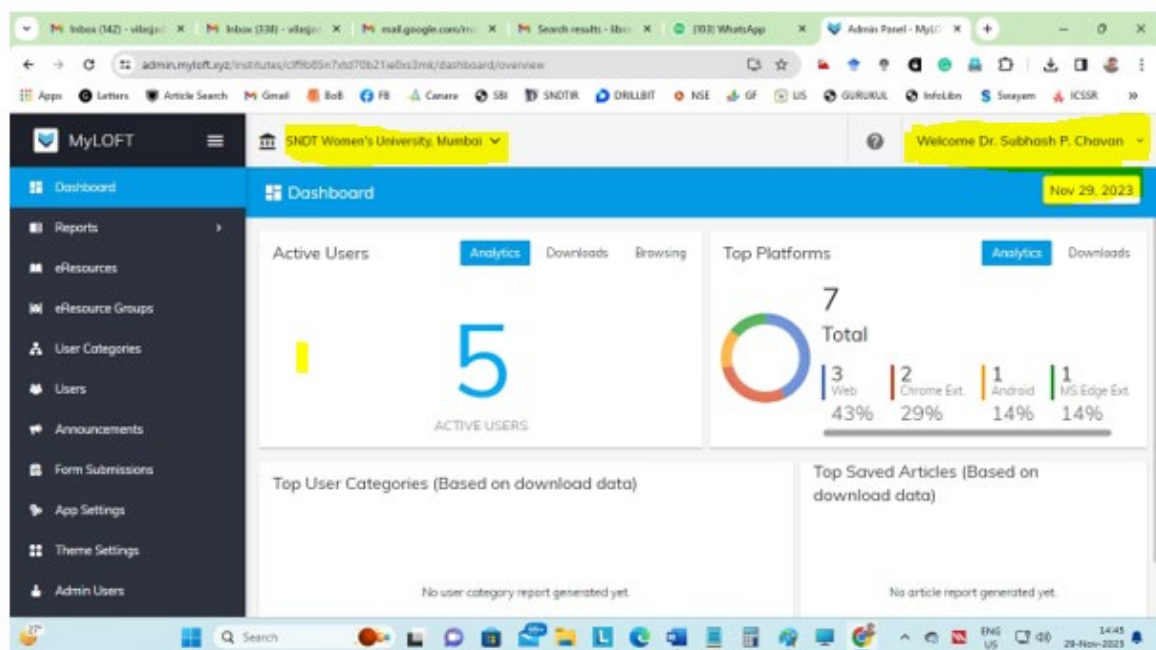 Inbox (142) - vilasjad
Inbox (338) - vilasja
mail.google.com/m
Search results - libra
(103) WhatsApp
Admin Panel - MyLO
admin.myloft.xyz/institutes/
/dashboard/overview
Apps Letters Article Search Gmail BoB FB Canara SBI SNDTIR DRILLBIT NSE GF LIS GURUKUL InfoLibn Swayam ICSSR
MyLOFT
SNDT Women's University, Mumbai
Welcome Dr. Subhash P. Chavan
Dashboard
Dashboard
Nov 29, 2023
Reports
eResources
eResource Groups
User Categories
Users
Announcements
Form Submissions
App Settings
Theme Settings
Admin Users
Active Users
Analytics Downloads Browsing
5
ACTIVE USERS
Top Platforms
Analytics Downloads
7
Total
3 2 1 1
Web Chrome Ext. Android MS Edge Ext.
43% 29% 14% 14%
Top User Categories (Based on download data)
No user category report generated yet.
Top Saved Articles (Based on
download data)
No article report generated yet.
27°
Search
99+
ENG
US
14:45
29-Nov-2023